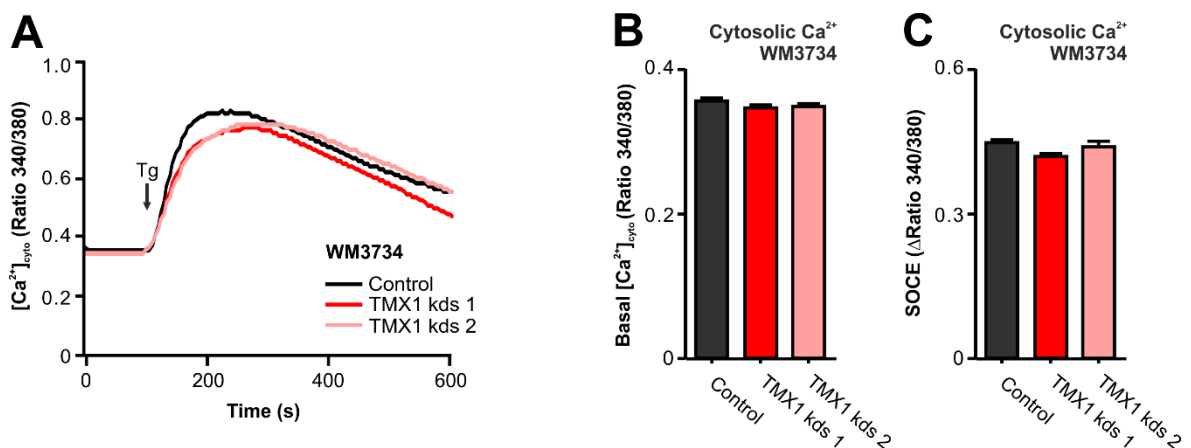 A
[Ca²⁺]cyto (Ratio 340/380)
1.0
0.8
0.6
0.4
0.2
0
Tg
WM3734
Control
TMX1 kds 1
TMX1 kds 2
0
200
400
600
Time (s)
B
Cytosolic Ca²⁺
WM3734
Basal [Ca²⁺]cyto (Ratio 340/380)
0.4
0.2
0
Control
TMX1 kds 1
TMX1 kds 2
C
Cytosolic Ca²⁺
WM3734
SOCE (ΔRatio 340/380)
0.6
0.3
0
Control
TMX1 kds 1
TMX1 kds 2